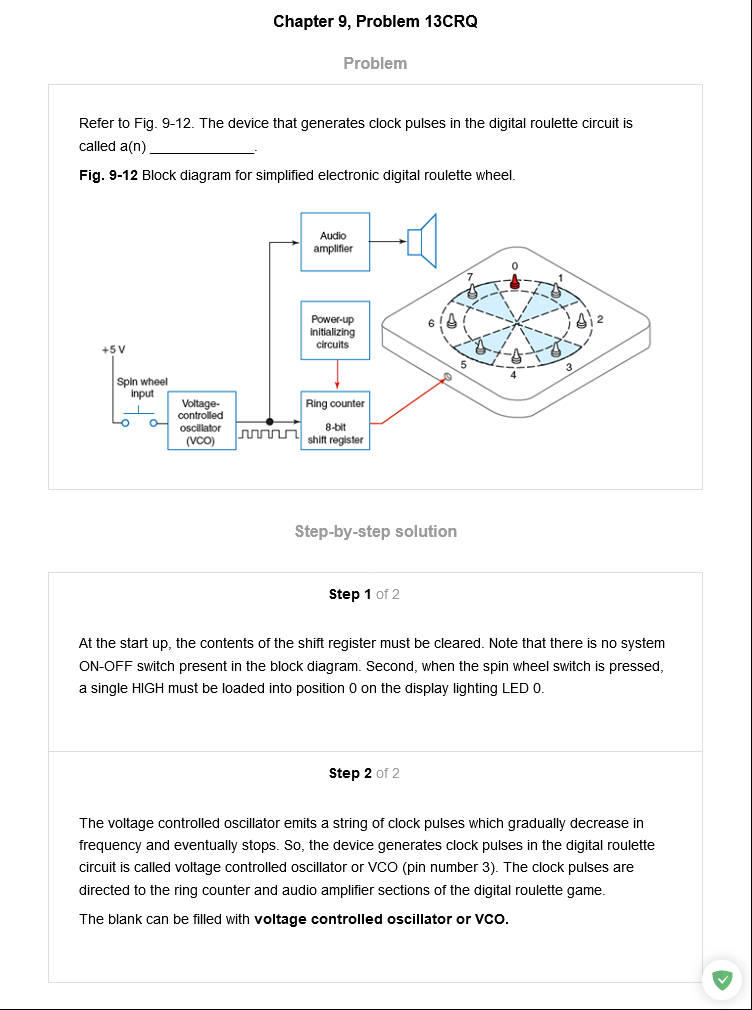 Chapter 9, Problem 13CRQ
Problem
Refer to Fig. 9-12. The device that generates clock pulses in the digital roulette circuit is
called a(n) _____________.
Fig. 9-12 Block diagram for simplified electronic digital roulette wheel.
Audio
amplifier
Power-up
initializing
circuits
+5 V
Spin wheel
input
Voltage-
controlled
oscillator
(VCO)
Ring counter
8-bit
shift register
0
1
2
3
4
5
6
7
Step-by-step solution
Step 1 of 2
At the start up, the contents of the shift register must be cleared. Note that there is no system
ON-OFF switch present in the block diagram. Second, when the spin wheel switch is pressed,
a single HIGH must be loaded into position 0 on the display lighting LED 0.
Step 2 of 2
The voltage controlled oscillator emits a string of clock pulses which gradually decrease in
frequency and eventually stops. So, the device generates clock pulses in the digital roulette
circuit is called voltage controlled oscillator or VCO (pin number 3). The clock pulses are
directed to the ring counter and audio amplifier sections of the digital roulette game.
The blank can be filled with voltage controlled oscillator or VCO.